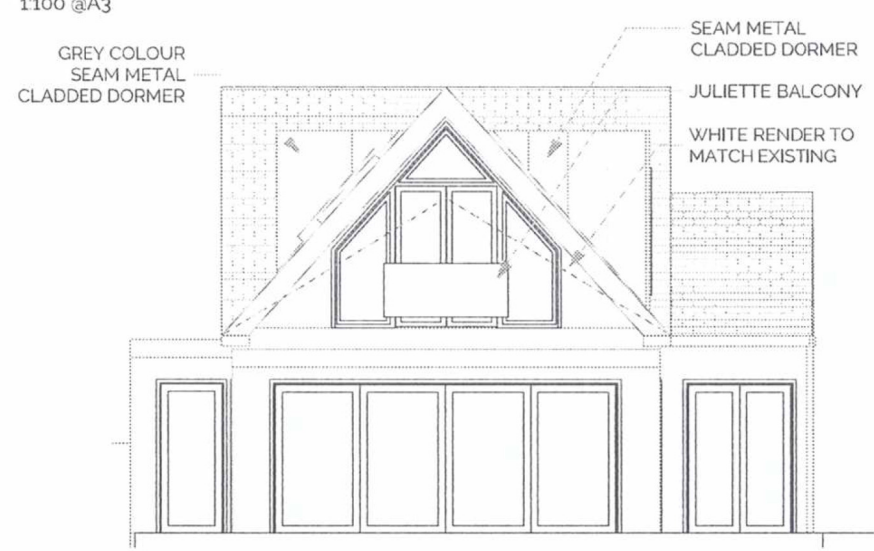 1:100 @A3
GREY COLOUR
SEAM METAL
CLADDED DORMER
SEAM METAL
CLADDED DORMER
JULIETTE BALCONY
WHITE RENDER TO
MATCH EXISTING